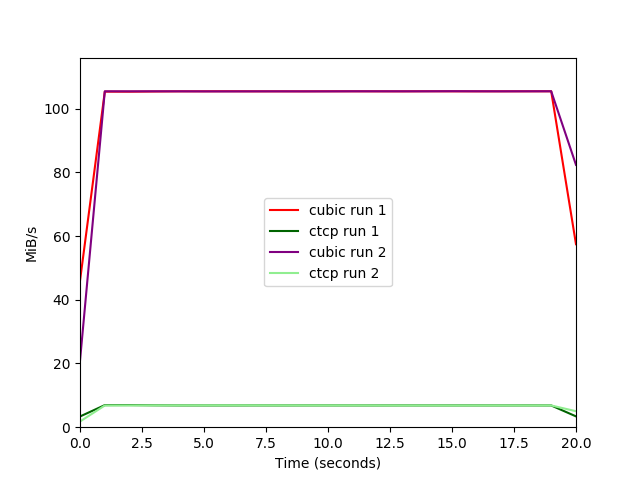 MiB/s
100
80
60
40
20
0
cubic run 1
ctcp run 1
cubic run 2
ctcp run 2
0.0 2.5 5.0 7.5 10.0 12.5 15.0 17.5 20.0
Time (seconds)